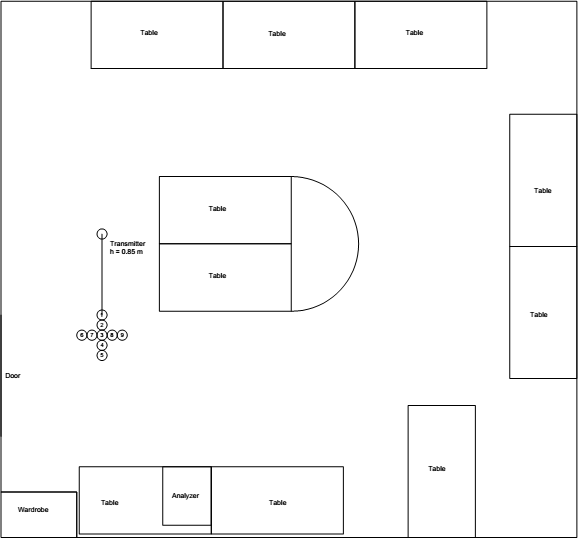 Table
Table
Table
Table
Table
Transmitter
h = 0.85 m
Table
Table
1
2
6
7
3
8
9
4
5
Door
Table
Table
Analyzer
Table
Wardrobe